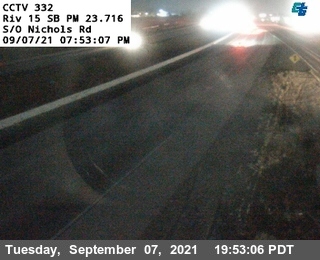 CCTV 332
Riv 15 SB PM 23.716
S/O Nichols Rd
09/07/21 07:53:07 PM
Tuesday, September 07, 2021 19:53:06 PDT